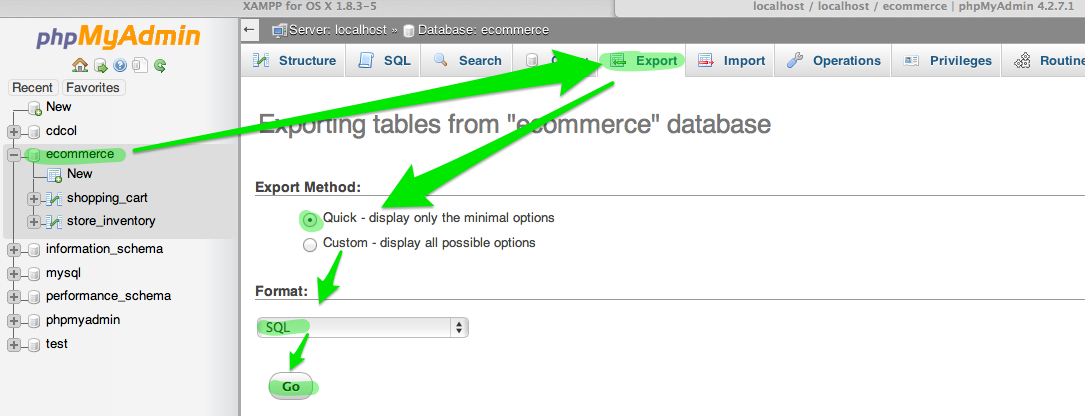 XAMPP for OS X 1.8.3-5
localhost / localhost / ecommerce | phpMyAdmin 4.2.7.1
phpMyAdmin
Recent Favorites
New
cdcol
ecommerce
New
shopping_cart
store_inventory
information_schema
mysql
performance_schema
phpmyadmin
test
Server: localhost » Database: ecommerce
Structure SQL Search Export Import Operations Privileges Routine
Exporting tables from "ecommerce" database
Export Method:
Quick - display only the minimal options
Custom - display all possible options
Format:
SQL
Go